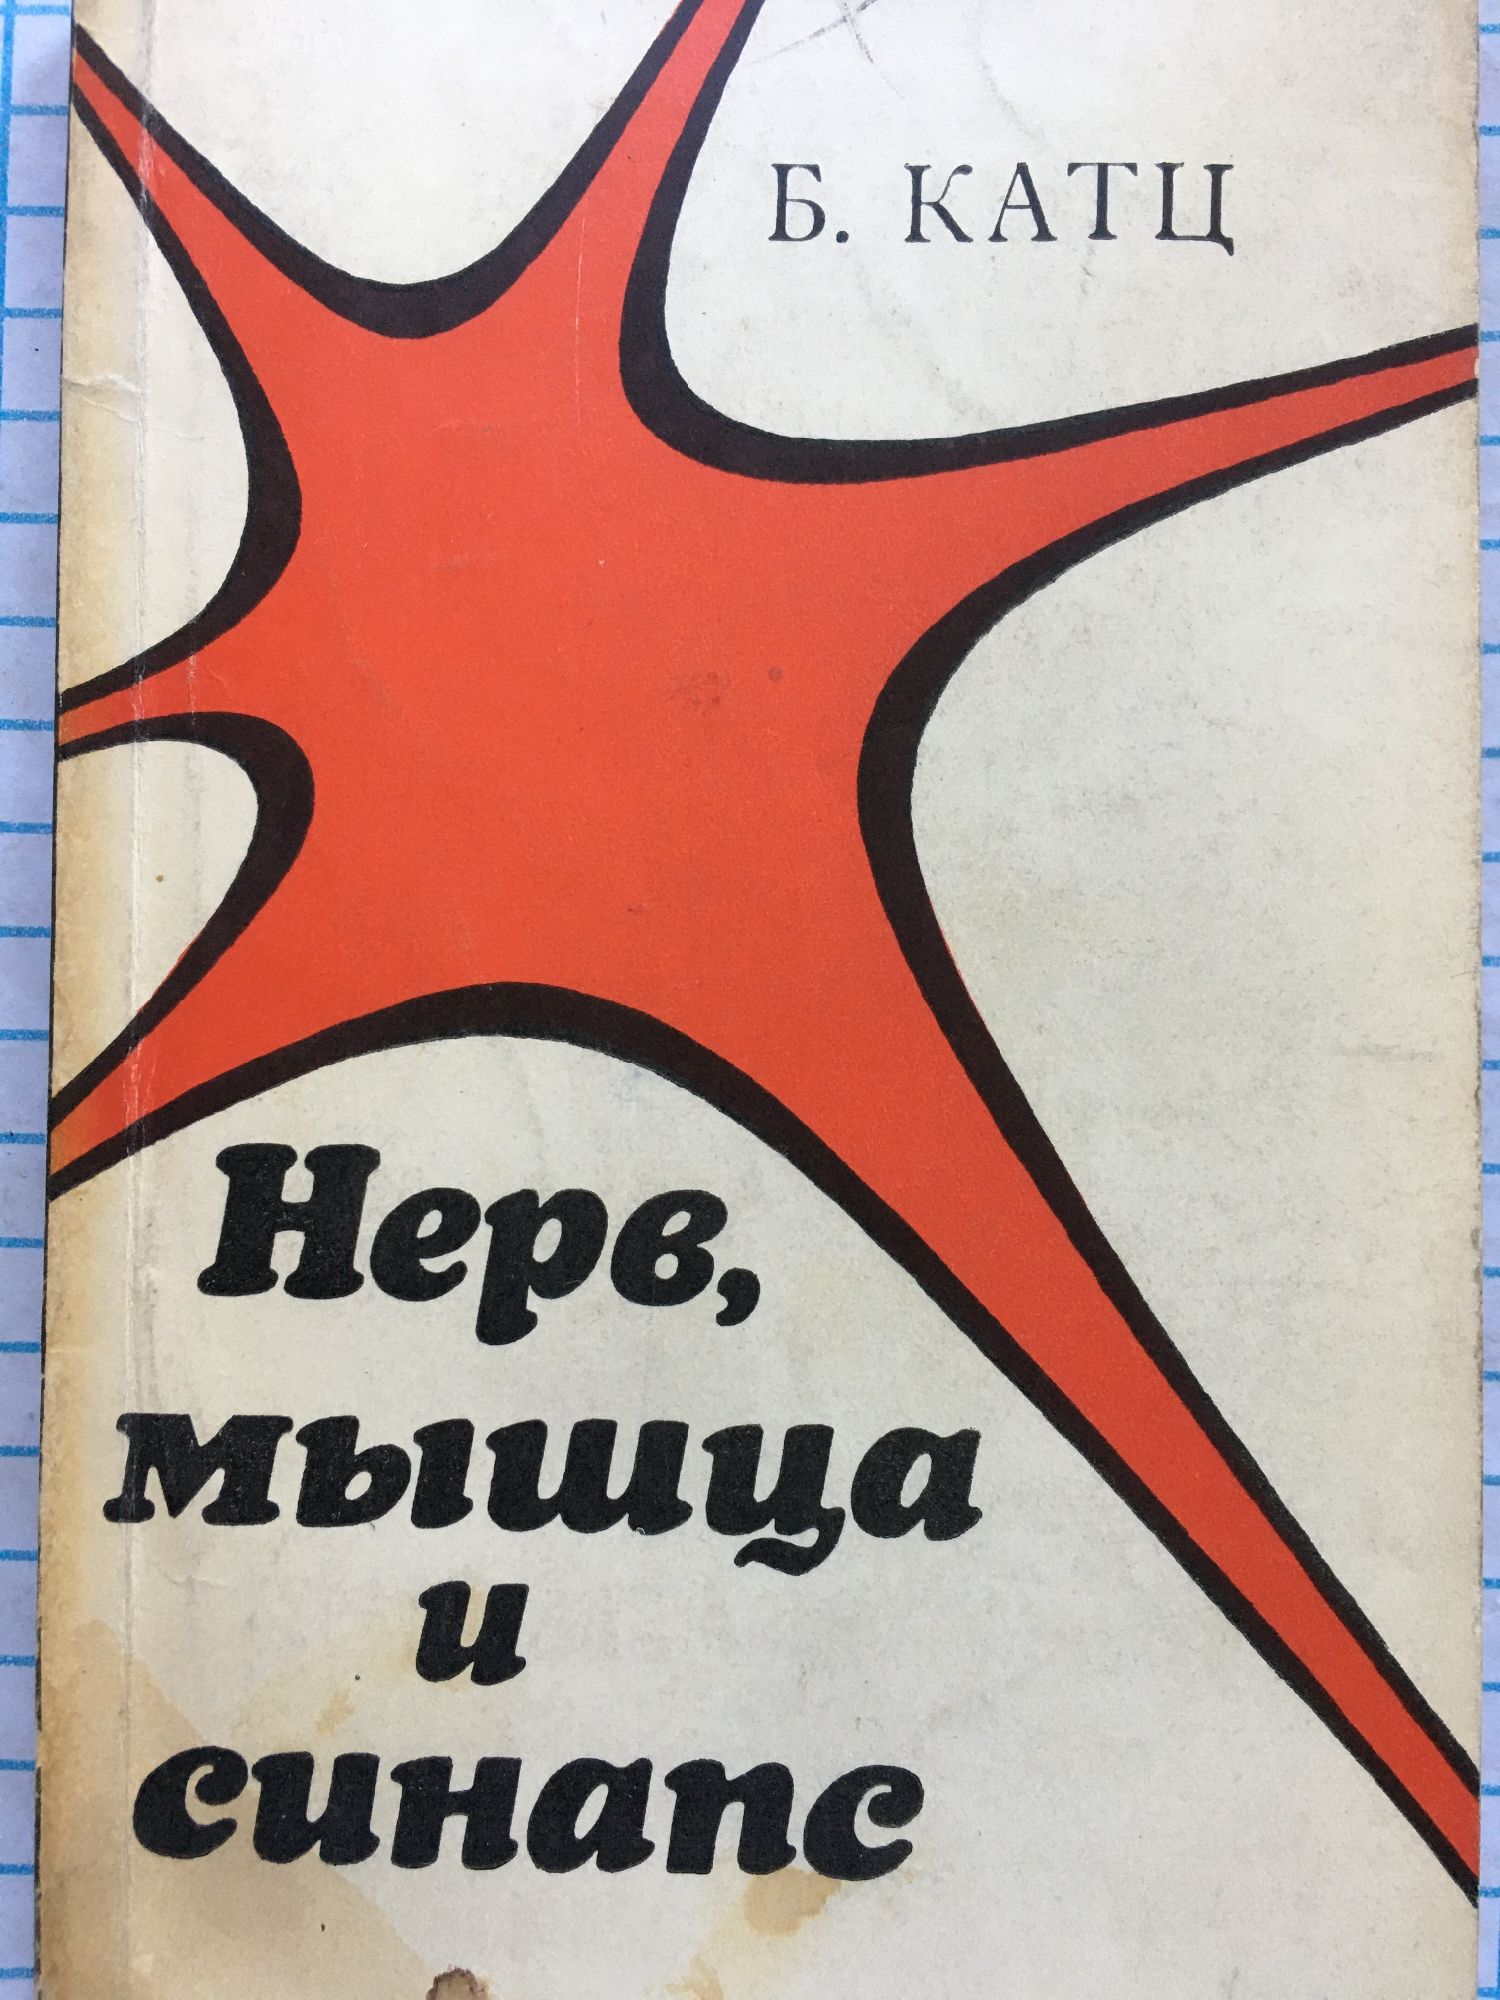 Б. КАТЦ
Нерв,
мышца
и
синапс